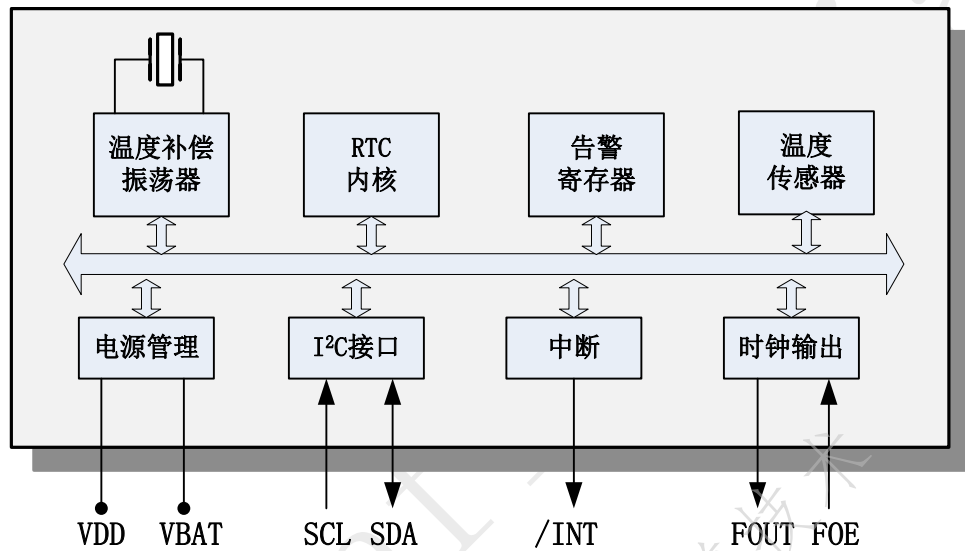 温度补偿
振荡器
RTC
内核
告警
寄存器
温度
传感器
电源管理
I²C接口
中断
时钟输出
VDD
VBAT
SCL
SDA
/INT
FOUT
FOE
技术